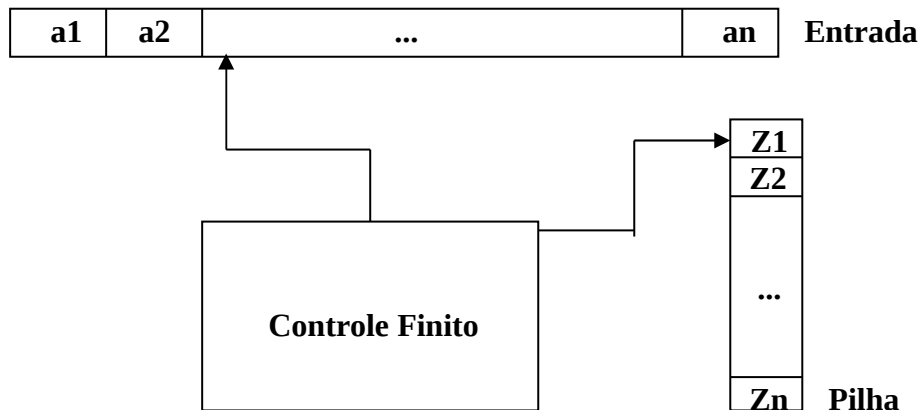 a1 a2 ... an Entrada
Z1
Z2
...
Controle Finito
Zn Pilha